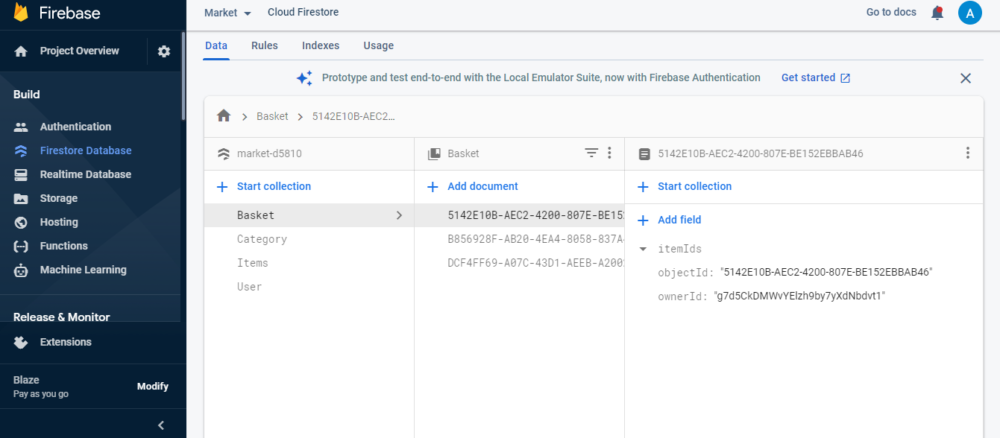 Firebase
Project Overview
Build
Authentication
Firestore Database
Realtime Database
Storage
Hosting
Functions
Machine Learning
Release & Monitor
Extensions
Blaze
Pay as you go
Modify
Market
Cloud Firestore
Go to docs
A
Data
Rules
Indexes
Usage
Prototype and test end-to-end with the Local Emulator Suite, now with Firebase Authentication
Get started
Basket
5142E10B-AEC2…
market-d5810
Start collection
Basket
Category
Items
User
Basket
Add document
5142E10B-AEC2-4200-807E-BE15
B856928F-AB20-4EA4-8058-837A
DCF4FF69-A07C-43D1-AEEB-A200
5142E10B-AEC2-4200-807E-BE152EBBAB46
Start collection
Add field
itemIds
objectId: "5142E10B-AEC2-4200-807E-BE152EBBAB46"
ownerId: "g7d5CkDMWvYElzh9by7yXdNbdvt1"